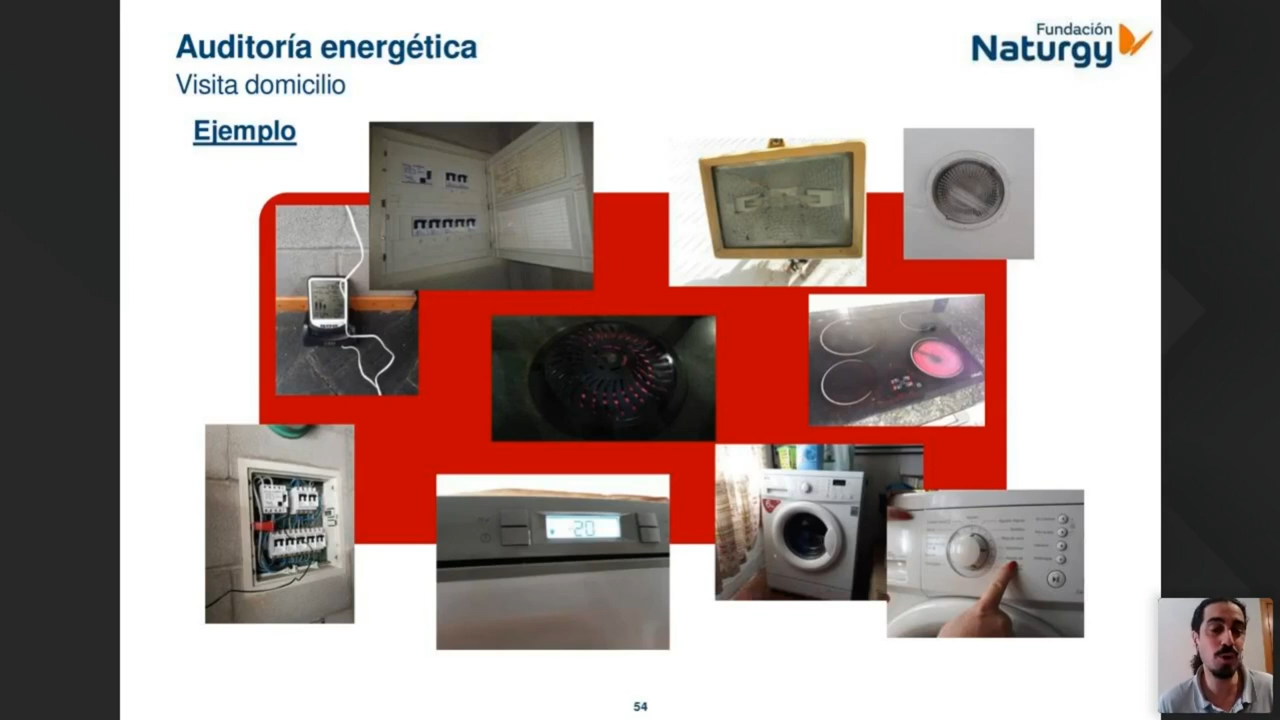 Auditoría energética
Visita domicilio
Fundación
Naturgy
Ejemplo
-20
54